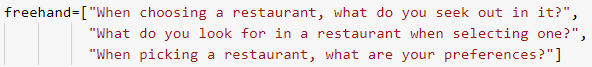 freehand=["When choosing a restaurant, what do you seek out in it?",
"What do you look for in a restaurant when selecting one?",
"When picking a restaurant, what are your preferences?"]